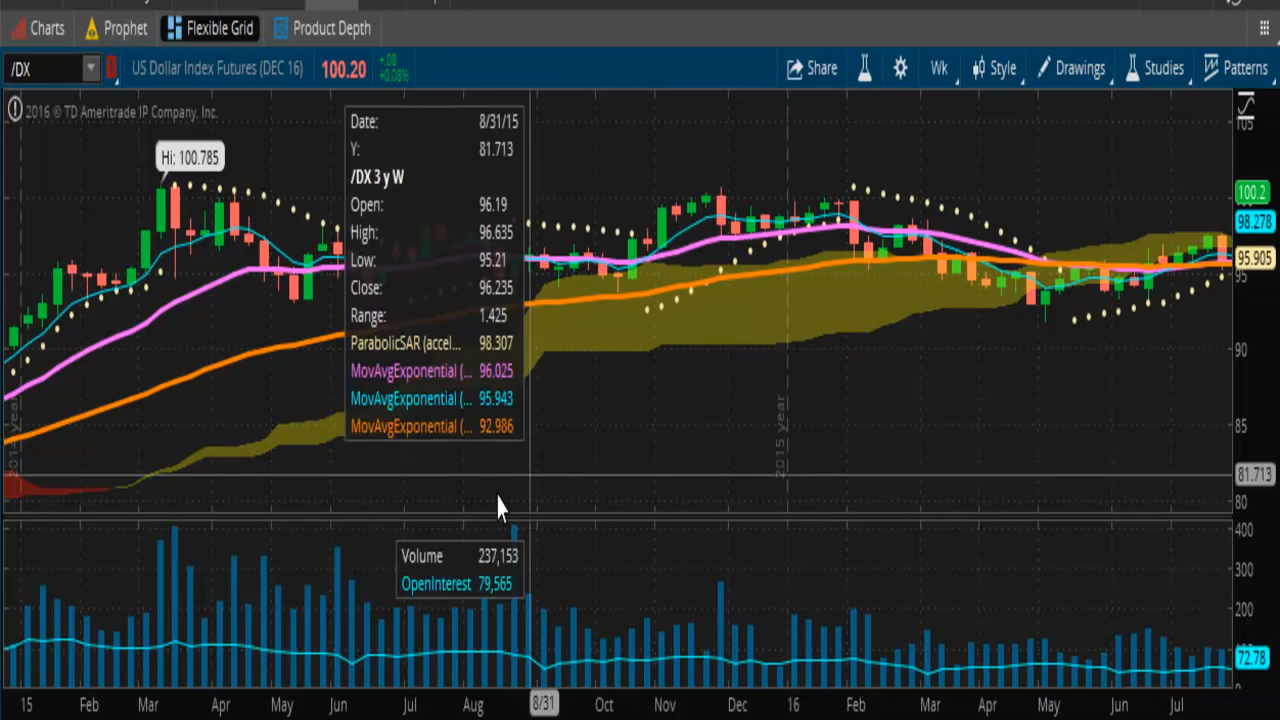 Charts Prophet Flexible Grid Product Depth
/DX US Dollar Index Futures (DEC 16) 100.20 +.08 +0.08% Share Wk Style Drawings Studies Patterns
2016 © TD Ameritrade IP Company, Inc.
Hi: 100.785
Date: 8/31/15
Y: 81.713
/DX 3 y W
Open: 96.19
High: 96.635
Low: 95.21
Close: 96.235
Range: 1.425
ParabolicSAR (accel... 98.307
MovAvgExponential (... 96.025
MovAvgExponential (... 95.943
MovAvgExponential (... 92.986
105
100.2
98.278
95.905
95
90
85
81.713
80
2014 year
2015 year
Volume 237,153
OpenInterest 79,565
400
300
200
72.78
15 Feb Mar Apr May Jun Jul Aug 8/31 Oct Nov Dec 16 Feb Mar Apr May Jun Jul